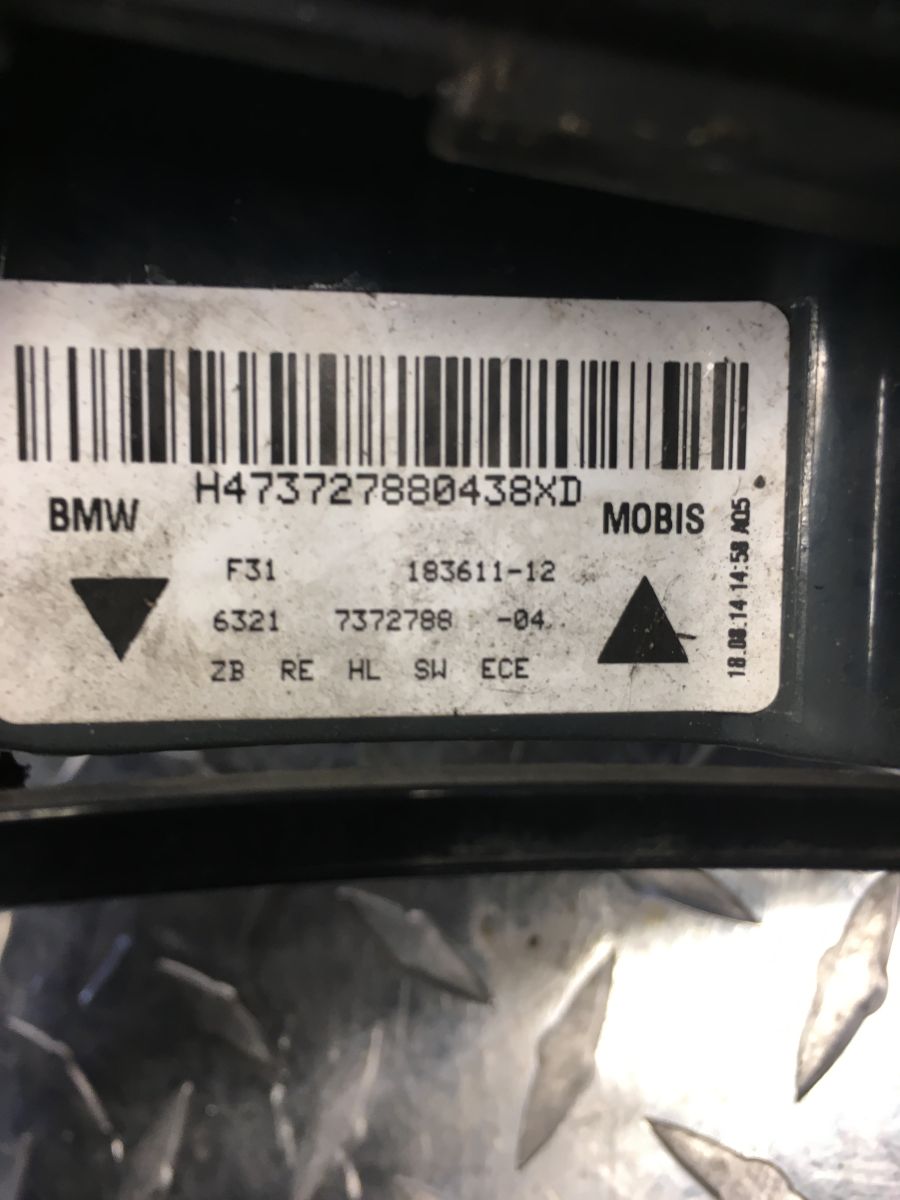 H473727880438XD
BMW
MOBIS
F31 183611-12
6321 7372788 -04
ZB RE HL SW ECE
18.08.14 14:58 A05